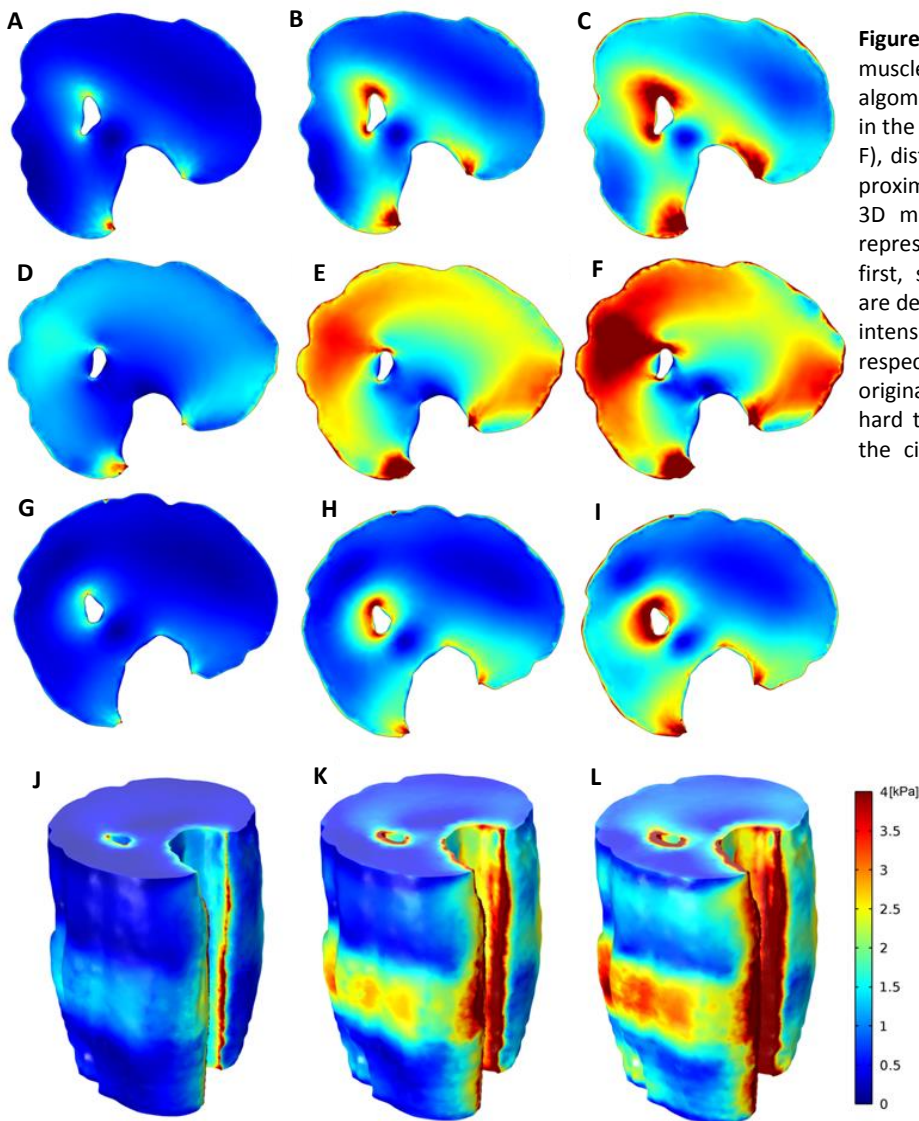 A
B
C
Figure
muscle
algom
in the
F), dist
proxim
3D m
repres
first, s
are de
intens
respec
origina
hard t
the ci
D
E
F
G
H
I
J
K
L
4[kPa]
3.5
3
2.5
2
1.5
1
0.5
0